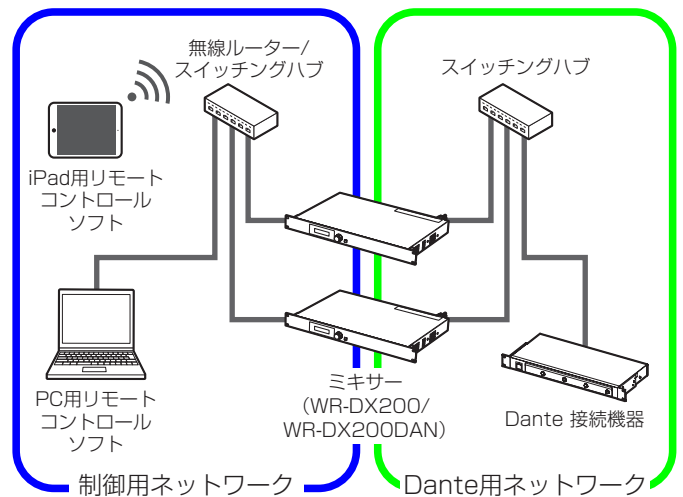 無線ルーター/
スイッチングハブ
スイッチングハブ
iPad用リモート
コントロール
ソフト
PC用リモート
コントロール
ソフト
ミキサー
（WR-DX200/
WR-DX200DAN）
Dante 接続機器
制御用ネットワーク
Dante用ネットワーク